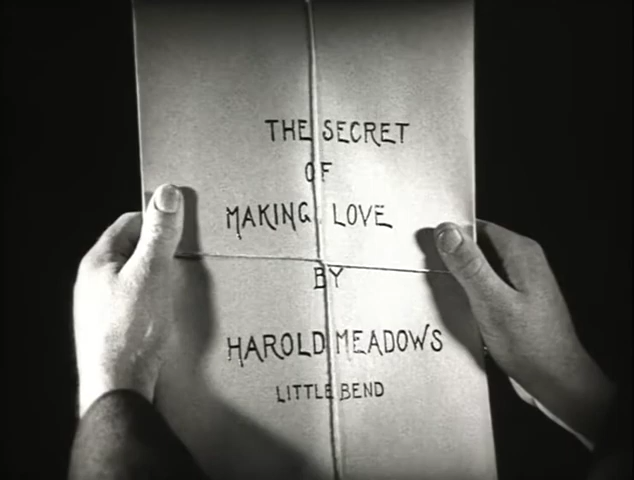 THE SECRET
OF
MAKING LOVE
BY
HAROLD MEADOWS
LITTLE BEND